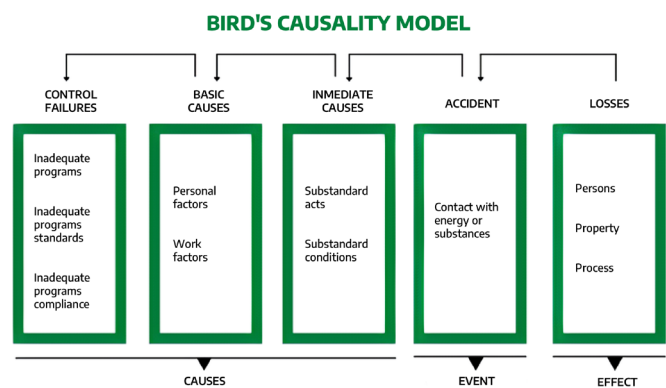 BIRD'S CAUSALITY MODEL
CONTROL
FAILURES
BASIC
CAUSES
INMEDIATE
CAUSES
ACCIDENT
LOSSES
Inadequate
programs
Inadequate
programs
standards
Inadequate
programs
compliance
Personal
factors
Work
factors
Substandard
acts
Substandard
conditions
Contact with
energy or
substances
Persons
Property
Process
CAUSES
EVENT
EFFECT